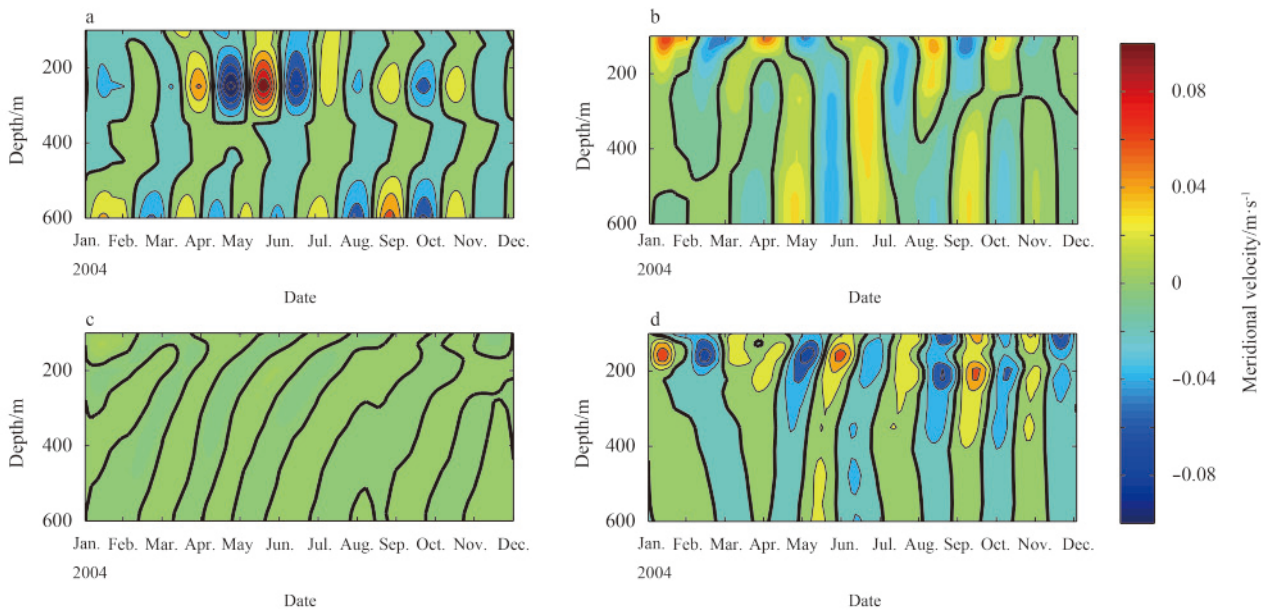 a
200
400
600
Depth/m
Jan. Feb. Mar. Apr. May Jun. Jul. Aug. Sep. Oct. Nov. Dec.
2004
Date
b
200
400
600
Depth/m
Jan. Feb. Mar. Apr. May Jun. Jul. Aug. Sep. Oct. Nov. Dec.
2004
Date
c
200
400
600
Depth/m
Jan. Feb. Mar. Apr. May Jun. Jul. Aug. Sep. Oct. Nov. Dec.
2004
Date
d
200
400
600
Depth/m
Jan. Feb. Mar. Apr. May Jun. Jul. Aug. Sep. Oct. Nov. Dec.
2004
Date
0.08
0.04
0
−0.04
−0.08
Meridional velocity/m·s⁻¹